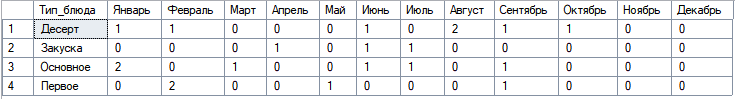 Тип_блюда Январь Февраль Март Апрель Май Июнь Июль Август Сентябрь Октябрь Ноябрь Декабрь
1 Десерт 1 1 0 0 0 1 0 2 1 1 0 0
2 Закуска 0 0 0 1 0 1 1 0 0 0 0 0
3 Основное 2 0 1 0 0 1 1 0 1 0 0 0
4 Первое 0 2 0 0 1 0 0 0 1 0 0 0